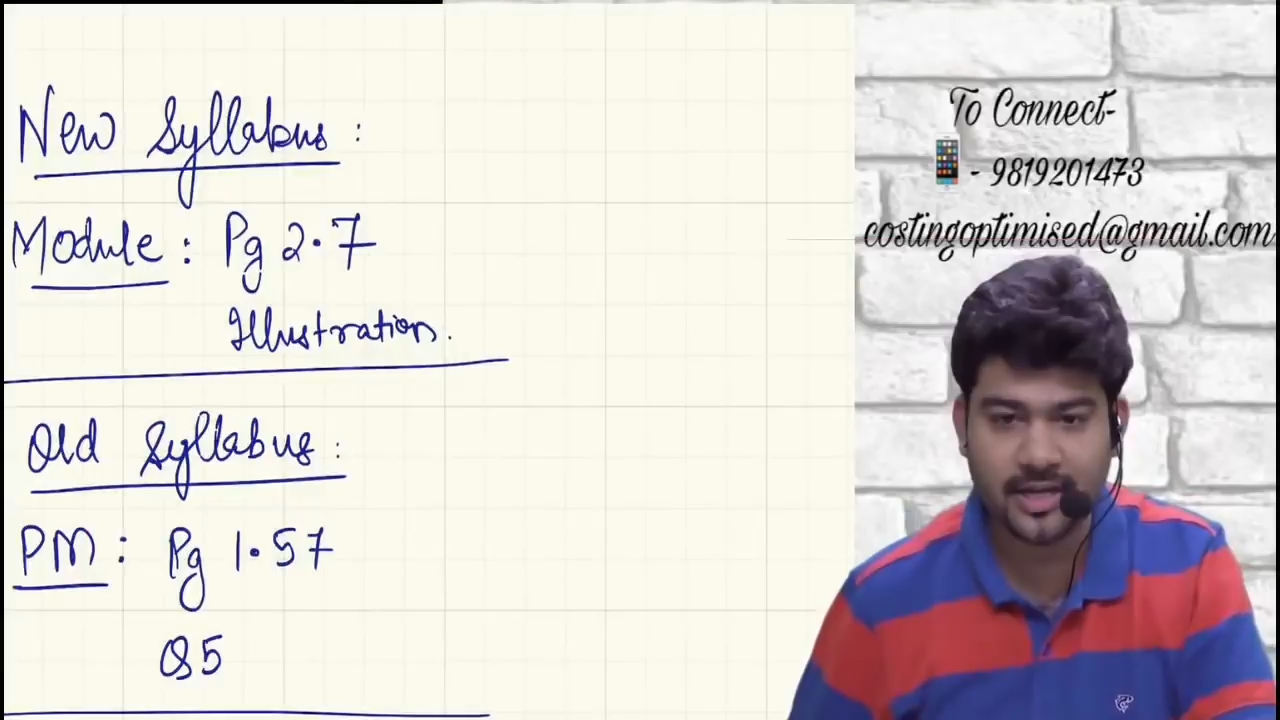 New Syllabus :
Module : Pg 2.7
Illustration.
Old Syllabus :
PM : Pg 1.57
Q5
To Connect-
- 9819201473
costingoptimised@gmail.com